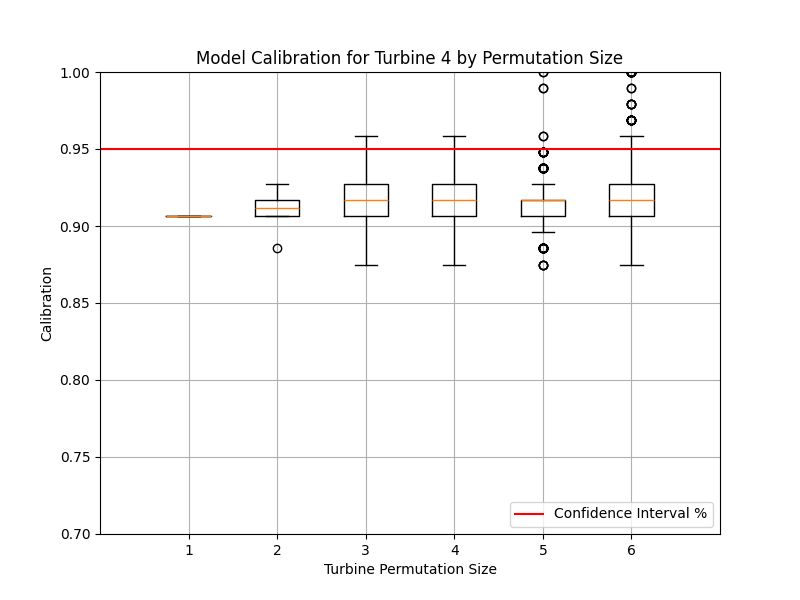 Model Calibration for Turbine 4 by Permutation Size
1.00
0.95
0.90
0.85
0.80
0.75
0.70
Calibration
Confidence Interval %
1 2 3 4 5 6
Turbine Permutation Size